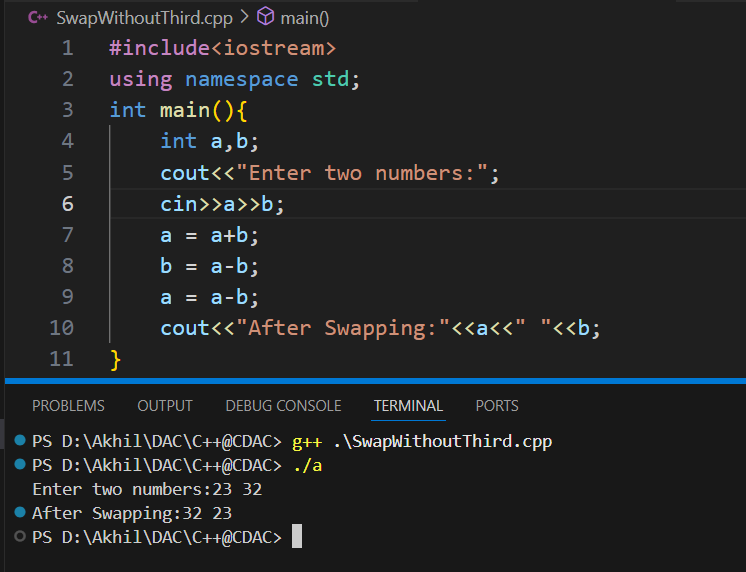 C++ SwapWithoutThird.cpp > main()
1 #include<iostream>
2 using namespace std;
3 int main(){
4 int a,b;
5 cout<<"Enter two numbers:";
6 cin>>a>>b;
7 a = a+b;
8 b = a-b;
9 a = a-b;
10 cout<<"After Swapping:"<<a<<" "<<b;
11 }
PROBLEMS OUTPUT DEBUG CONSOLE TERMINAL PORTS
PS D:\Akhil\DAC\C++@CDAC> g++ .\SwapWithoutThird.cpp
PS D:\Akhil\DAC\C++@CDAC> ./a
Enter two numbers:23 32
After Swapping:32 23
PS D:\Akhil\DAC\C++@CDAC>